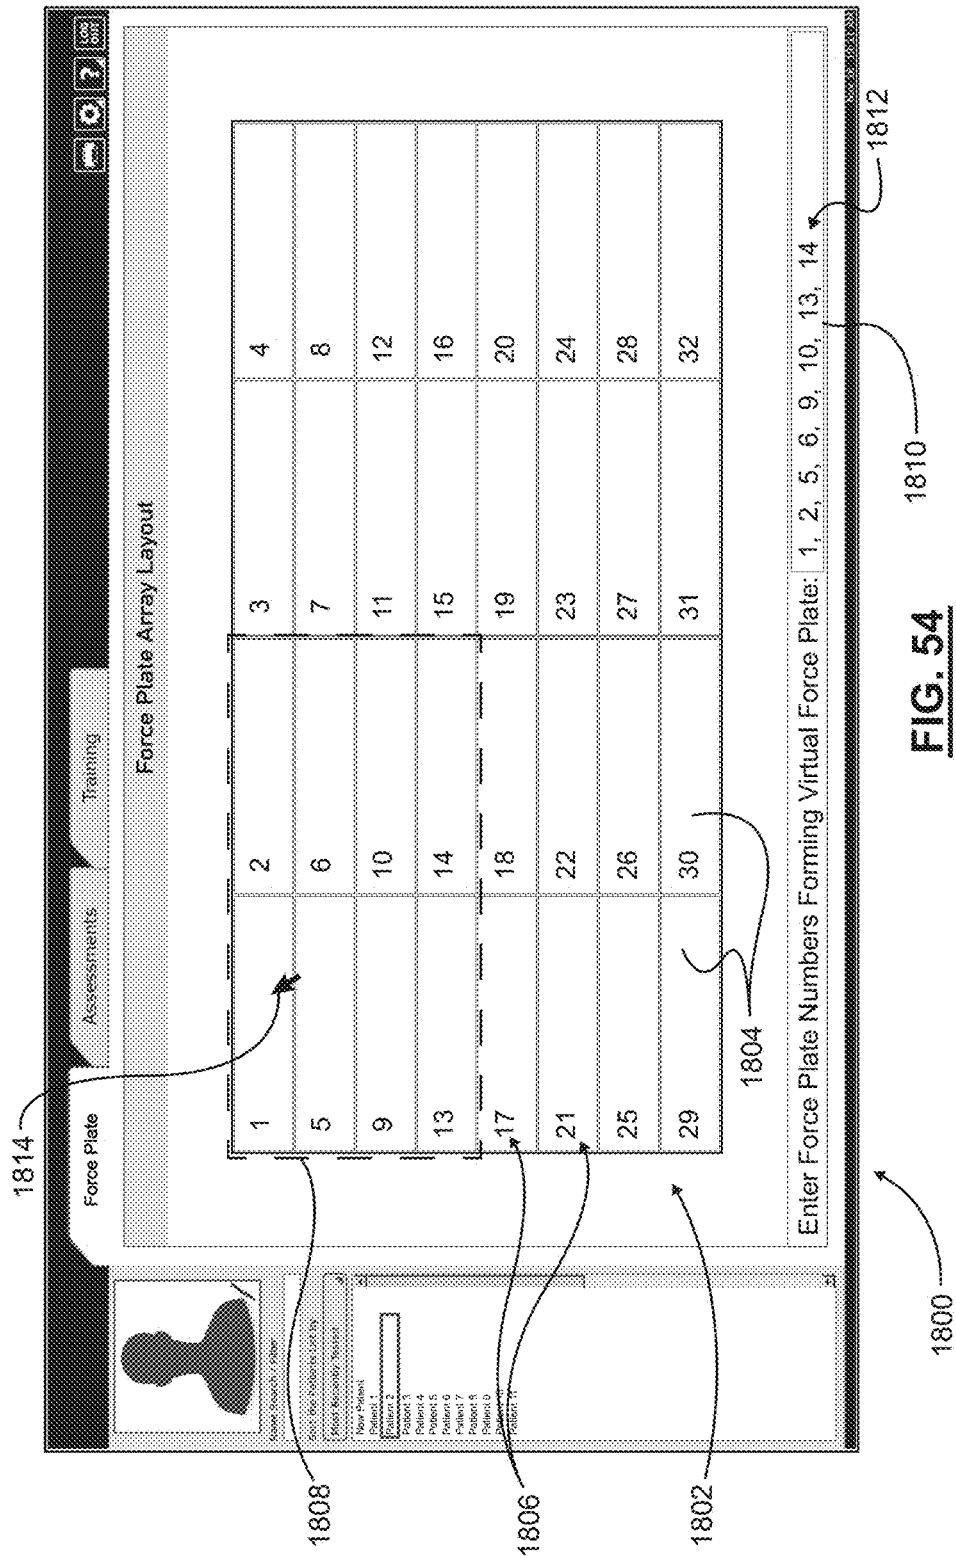 1814
Force Plate
Assessments
Training
LOG OUT
?
Force Plate Array Layout
New Patient
Patient 1
Patient 2
Patient 3
Patient 4
Patient 5
Patient 6
Patient 7
Patient 8
Patient 9
Patient 11
1 2 3 4
5 6 7 8
9 10 11 12
13 14 15 16
17 18 19 20
21 22 23 24
25 26 27 28
29 30 31 32
1808
1806
1802
1804
Enter Force Plate Numbers Forming Virtual Force Plate: 1, 2, 5, 6, 9, 10, 13, 14
1812
1810
1800
FIG. 54